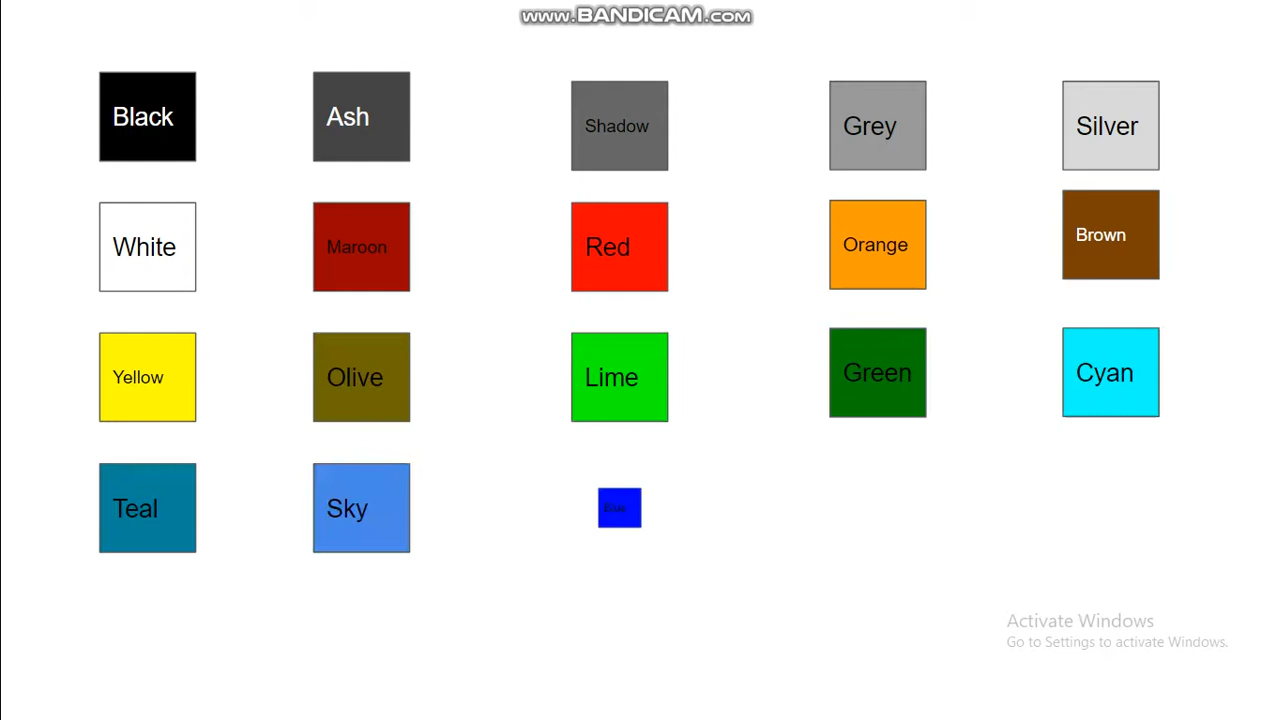 www.BANDICAM.com
Black
Ash
Shadow
Grey
Silver
White
Maroon
Red
Orange
Brown
Yellow
Olive
Lime
Green
Cyan
Teal
Sky
Blue
Activate Windows
Go to Settings to activate Windows.